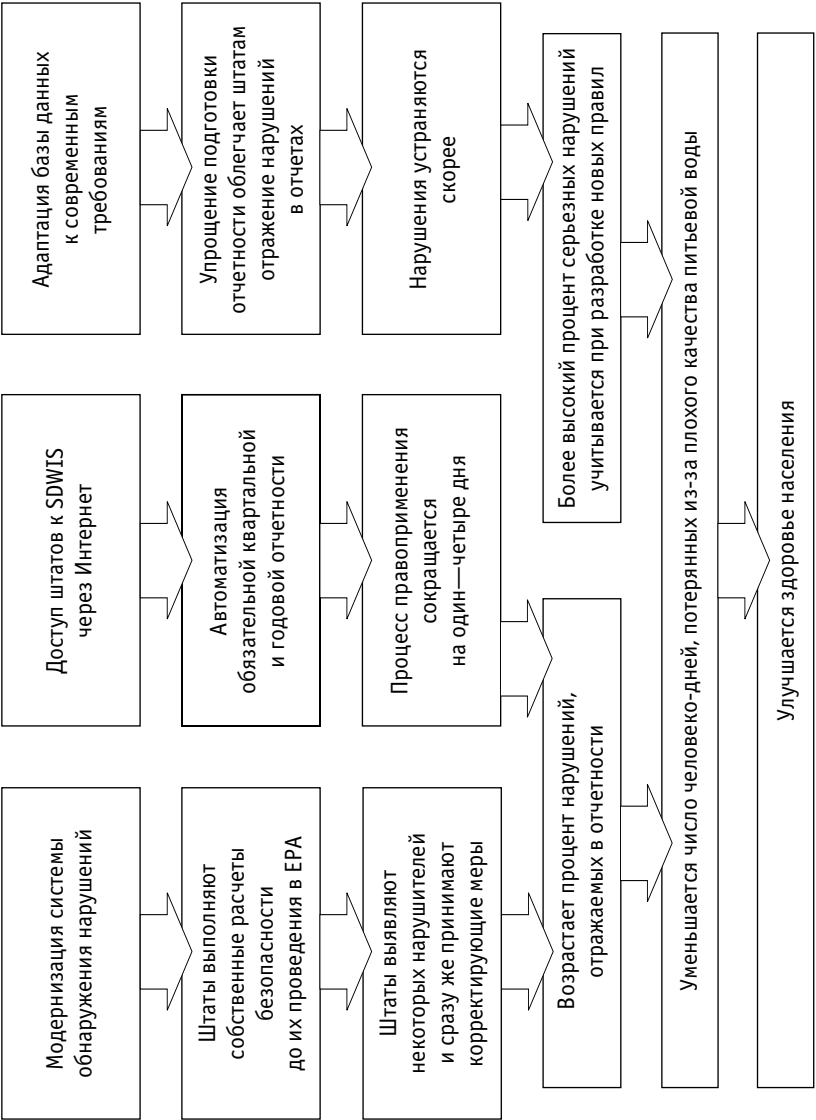 Модернизация системы
обнаружения нарушений
Доступ штатов к SDWIS
через Интернет
Адаптация базы данных
к современным
требованиям
Штаты выполняют
собственные расчеты
безопасности
до их проведения в EPA
Автоматизация
обязательной квартальной
и годовой отчетности
Упрощение подготовки
отчетности облегчает штатам
отражение нарушений
в отчетах
Штаты выявляют
некоторых нарушителей
и сразу же принимают
корректирующие меры
Процесс правоприменения
сокращается
на один—четыре дня
Нарушения устраняются
скорее
Возрастает процент нарушений,
отражаемых в отчетности
Более высокий процент серьезных нарушений
учитывается при разработке новых правил
Уменьшается число человеко-дней, потерянных из-за плохого качества питьевой воды
Улучшается здоровье населения